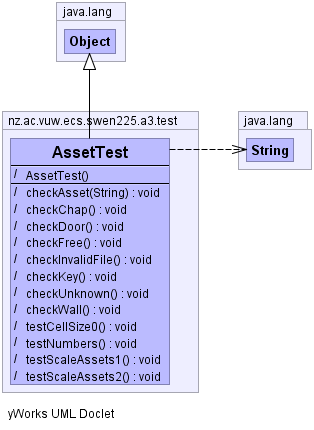 java.lang
Object
nz.ac.vuw.ecs.swen225.a3.test
java.lang
AssetTest
String
/ AssetTest()
/ checkAsset(String) : void
/ checkChap() : void
/ checkDoor() : void
/ checkFree() : void
/ checkInvalidFile() : void
/ checkKey() : void
/ checkUnknown() : void
/ checkWall() : void
/ testCellSize0() : void
/ testNumbers() : void
/ testScaleAssets1() : void
/ testScaleAssets2() : void
yWorks UML Doclet